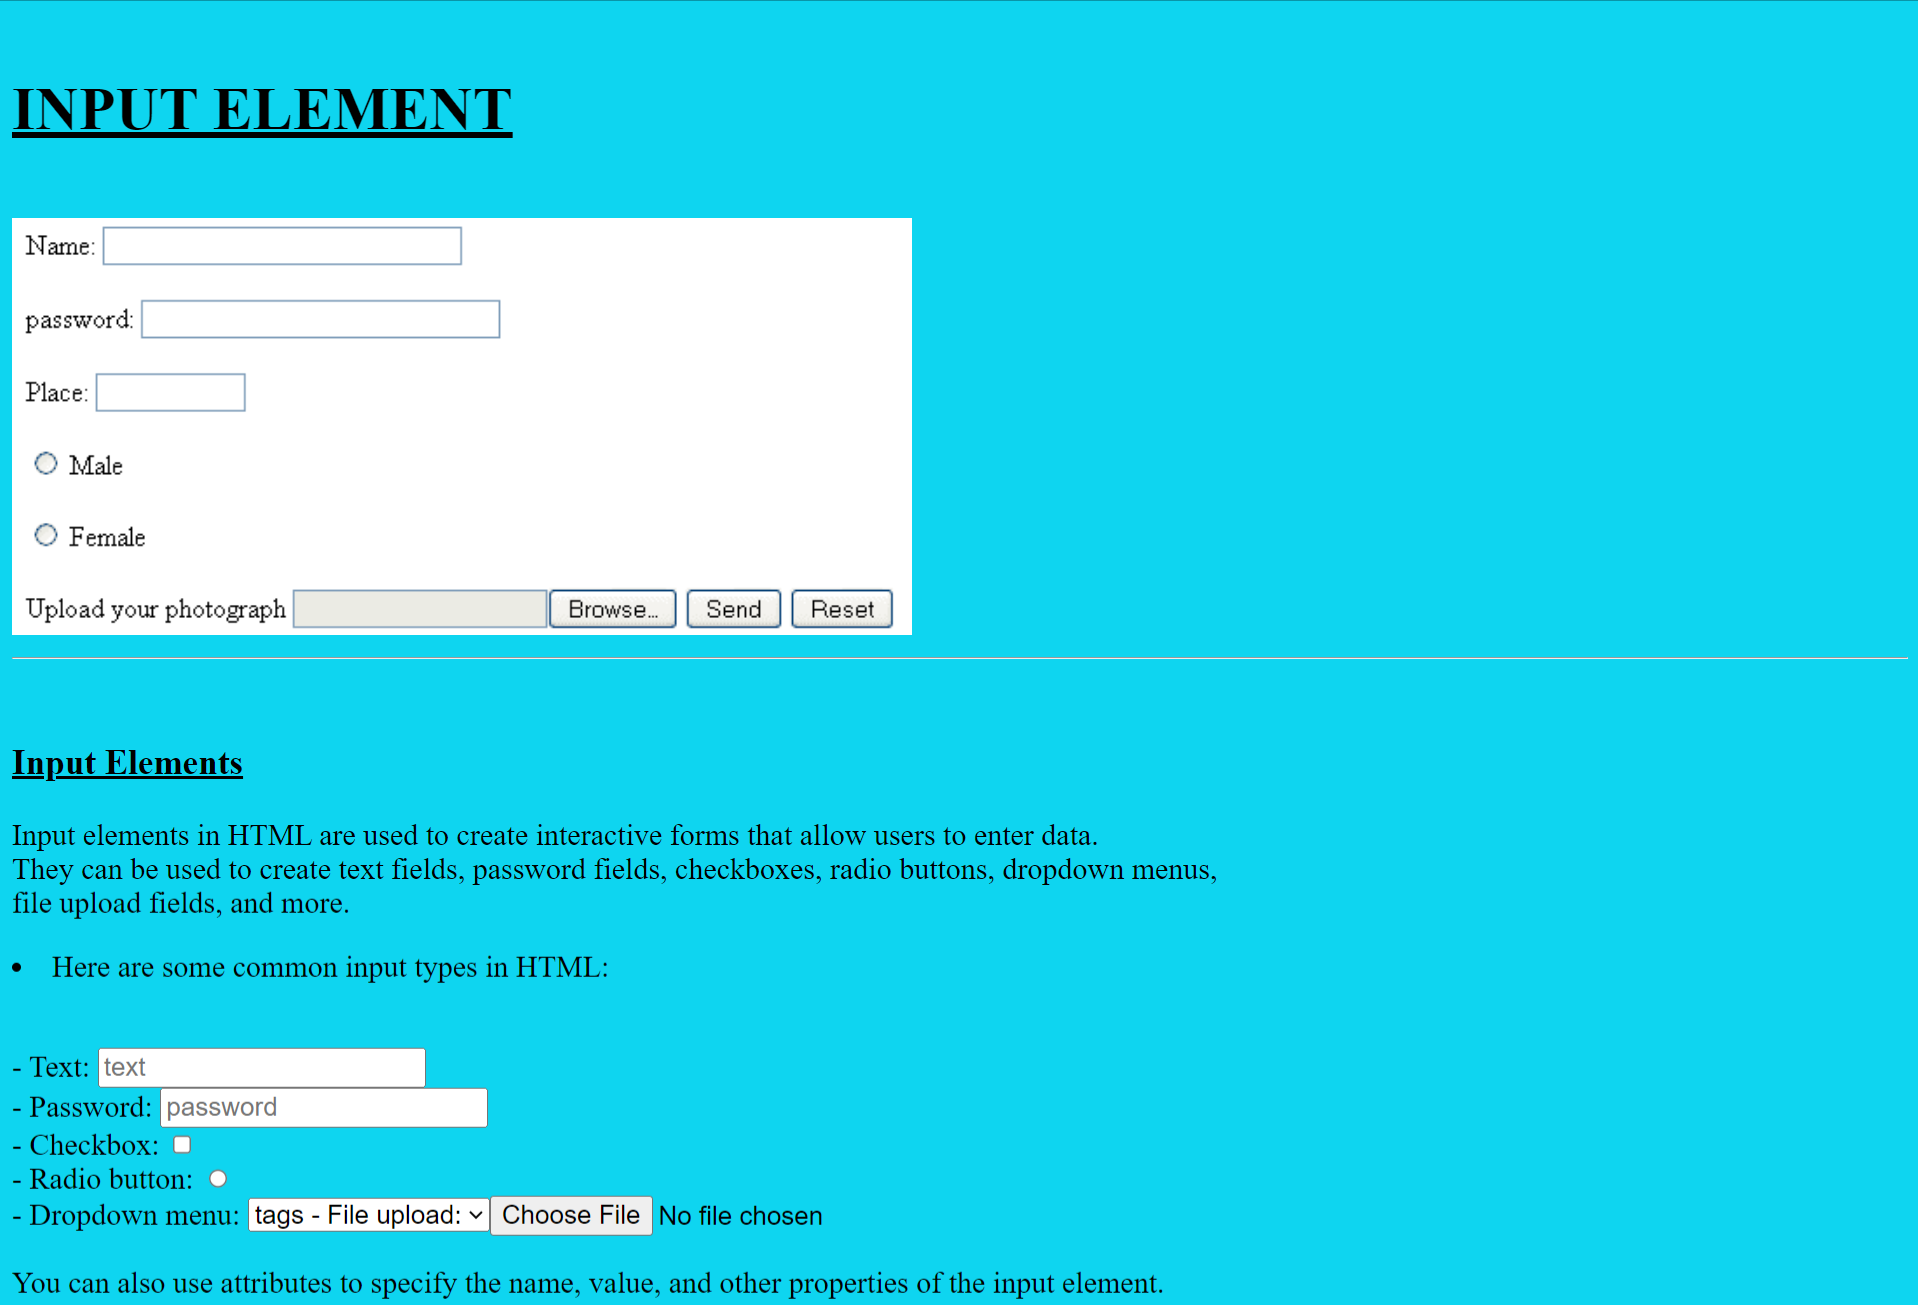 INPUT ELEMENT
Name:
password:
Place:
Male
Female
Upload your photograph Browse... Send Reset
Input Elements
Input elements in HTML are used to create interactive forms that allow users to enter data.
They can be used to create text fields, password fields, checkboxes, radio buttons, dropdown menus,
file upload fields, and more.
• Here are some common input types in HTML:
- Text: text
- Password: password
- Checkbox:
- Radio button:
- Dropdown menu: tags - File upload: Choose File No file chosen
You can also use attributes to specify the name, value, and other properties of the input element.